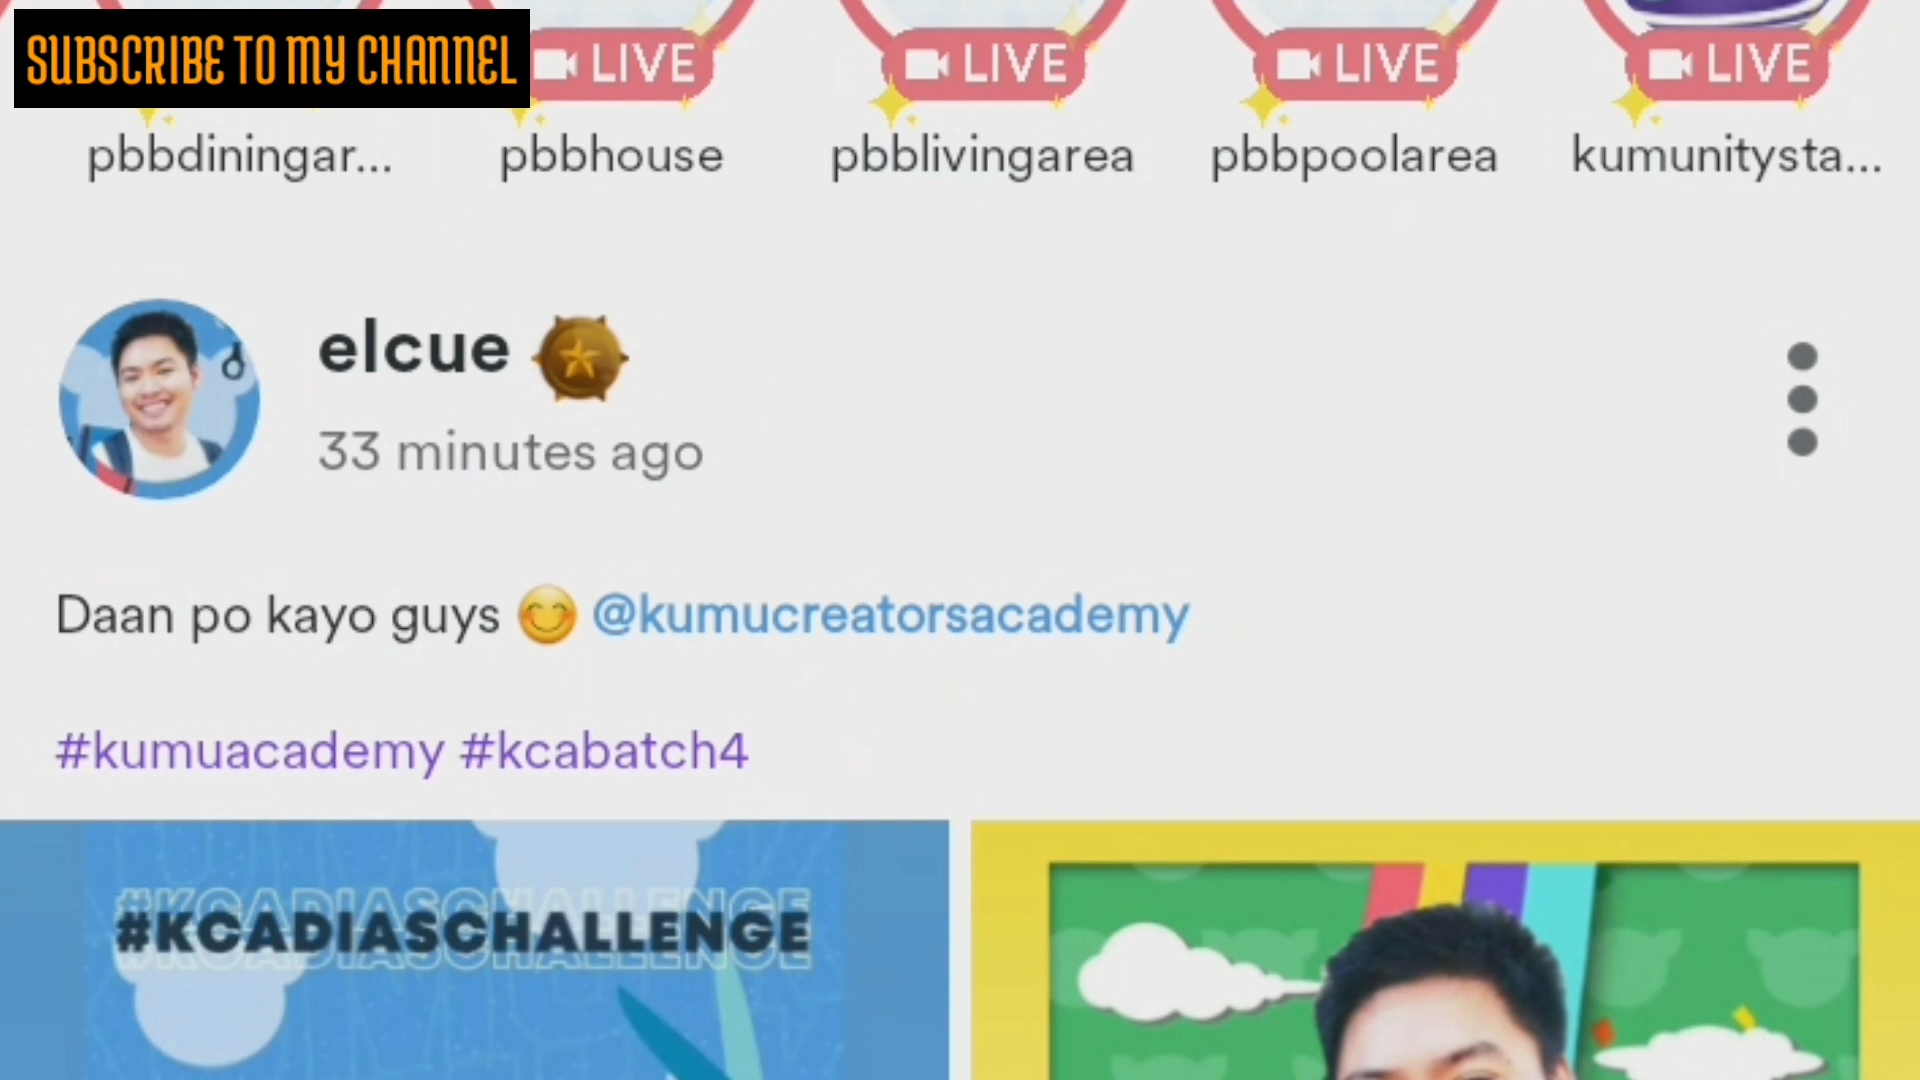 SUBSCRIBE TO MY CHANNEL
LIVE LIVE LIVE LIVE
pbbdiningar... pbbhouse pbblivingarea pbbpoolarea kumunitysta...
elcue
33 minutes ago
Daan po kayo guys 😊 @kumucreatorsacademy
#kumuacademy #kcabatch4
#KCADIASCHALLENGE